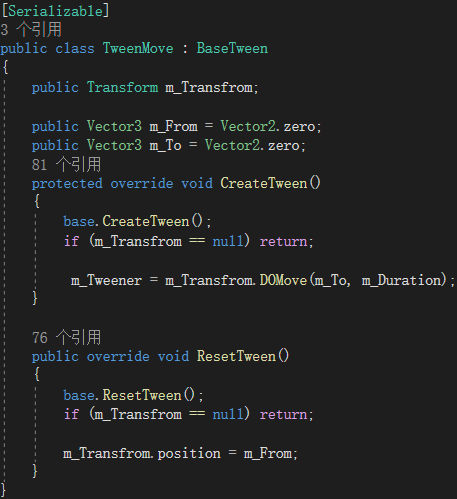 [Serializable]
3 个引用
public class TweenMove : BaseTween
{
public Transform m_Transfrom;
public Vector3 m_From = Vector2.zero;
public Vector3 m_To = Vector2.zero;
81 个引用
protected override void CreateTween()
{
base.CreateTween();
if (m_Transfrom == null) return;
m_Tweener = m_Transfrom.DOMove(m_To, m_Duration);
}
76 个引用
public override void ResetTween()
{
base.ResetTween();
if (m_Transfrom == null) return;
m_Transfrom.position = m_From;
}
}